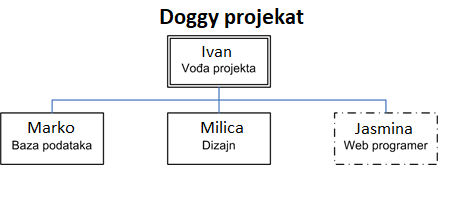 Doggy projekat
Ivan
Vođa projekta
Marko
Baza podataka
Milica
Dizajn
Jasmina
Web programer